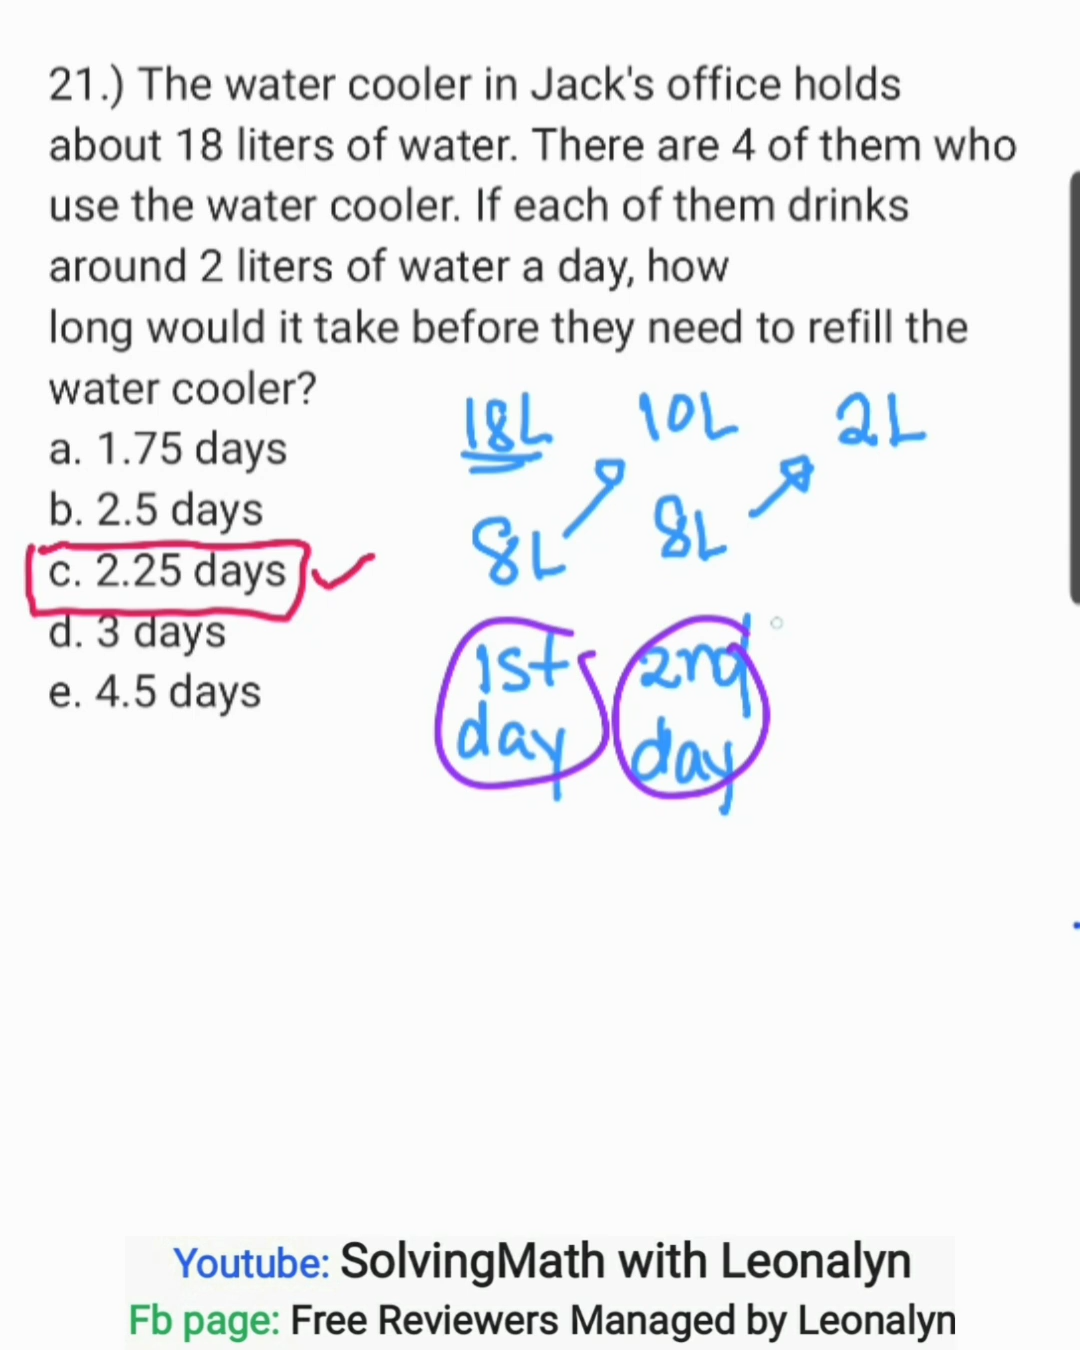 21.) The water cooler in Jack's office holds
about 18 liters of water. There are 4 of them who
use the water cooler. If each of them drinks
around 2 liters of water a day, how
long would it take before they need to refill the
water cooler?
a. 1.75 days
b. 2.5 days
c. 2.25 days
d. 3 days
e. 4.5 days
18L 10L 2L
8L 8L
1st 2nd
day day
Youtube: SolvingMath with Leonalyn
Fb page: Free Reviewers Managed by Leonalyn